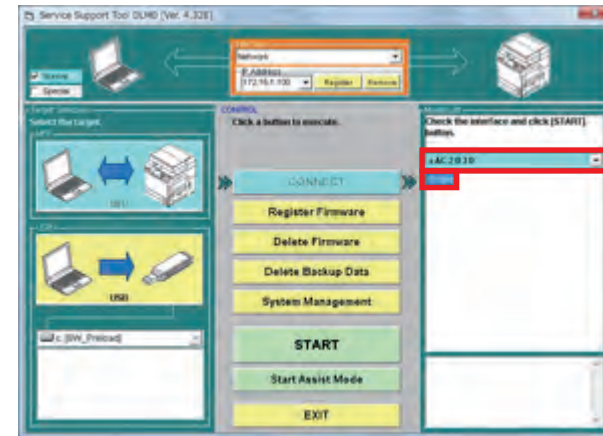 Service Support Tool DLMD [Ver. 4.32E]
Network
IP Address
172.16.1.100
Register
Remove
Normal
Special
Select the target.
CONTROL
Click a button to execute.
Check the interface and click [START] button.
iAC2030
CONNECT
Register Firmware
Delete Firmware
Delete Backup Data
System Management
USB
c: [SW_Preload]
START
Start Assist Mode
EXIT